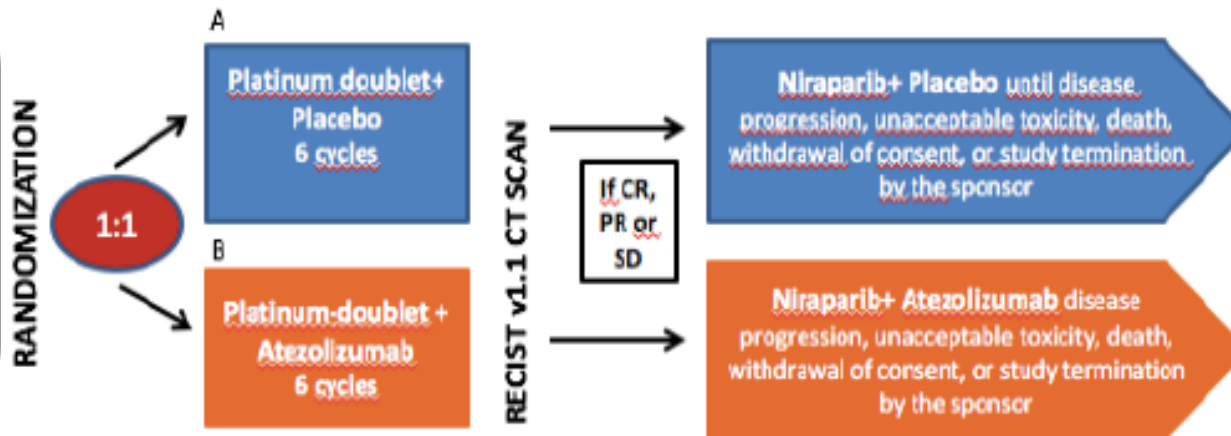 RANDOMIZATION
1:1
A
Platinum doublet+
Placebo
6 cycles
B
Platinum-doublet +
Atezolizumab
6 cycles
RECIST v1.1 CT SCAN
If CR,
PR or
SD
Niraparib+ Placebo until disease
progression, unacceptable toxicity, death,
withdrawal of consent, or study termination
by the sponsor
Niraparib+ Atezolizumab disease
progression, unacceptable toxicity, death,
withdrawal of consent, or study termination
by the sponsor